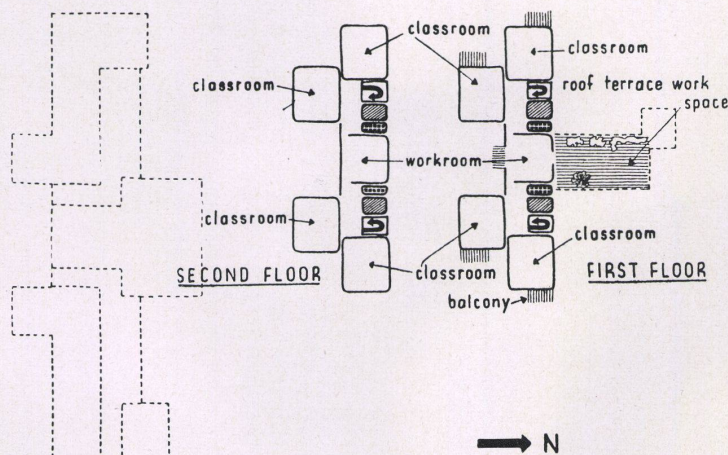 classroom
classroom
classroom
roof terrace work
space
workroom
classroom
classroom
classroom
SECOND FLOOR
FIRST FLOOR
balcony
N